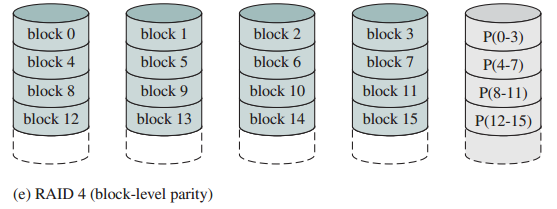 block 0 block 1 block 2 block 3 P(0-3)
block 4 block 5 block 6 block 7 P(4-7)
block 8 block 9 block 10 block 11 P(8-11)
block 12 block 13 block 14 block 15 P(12-15)
(e) RAID 4 (block-level parity)